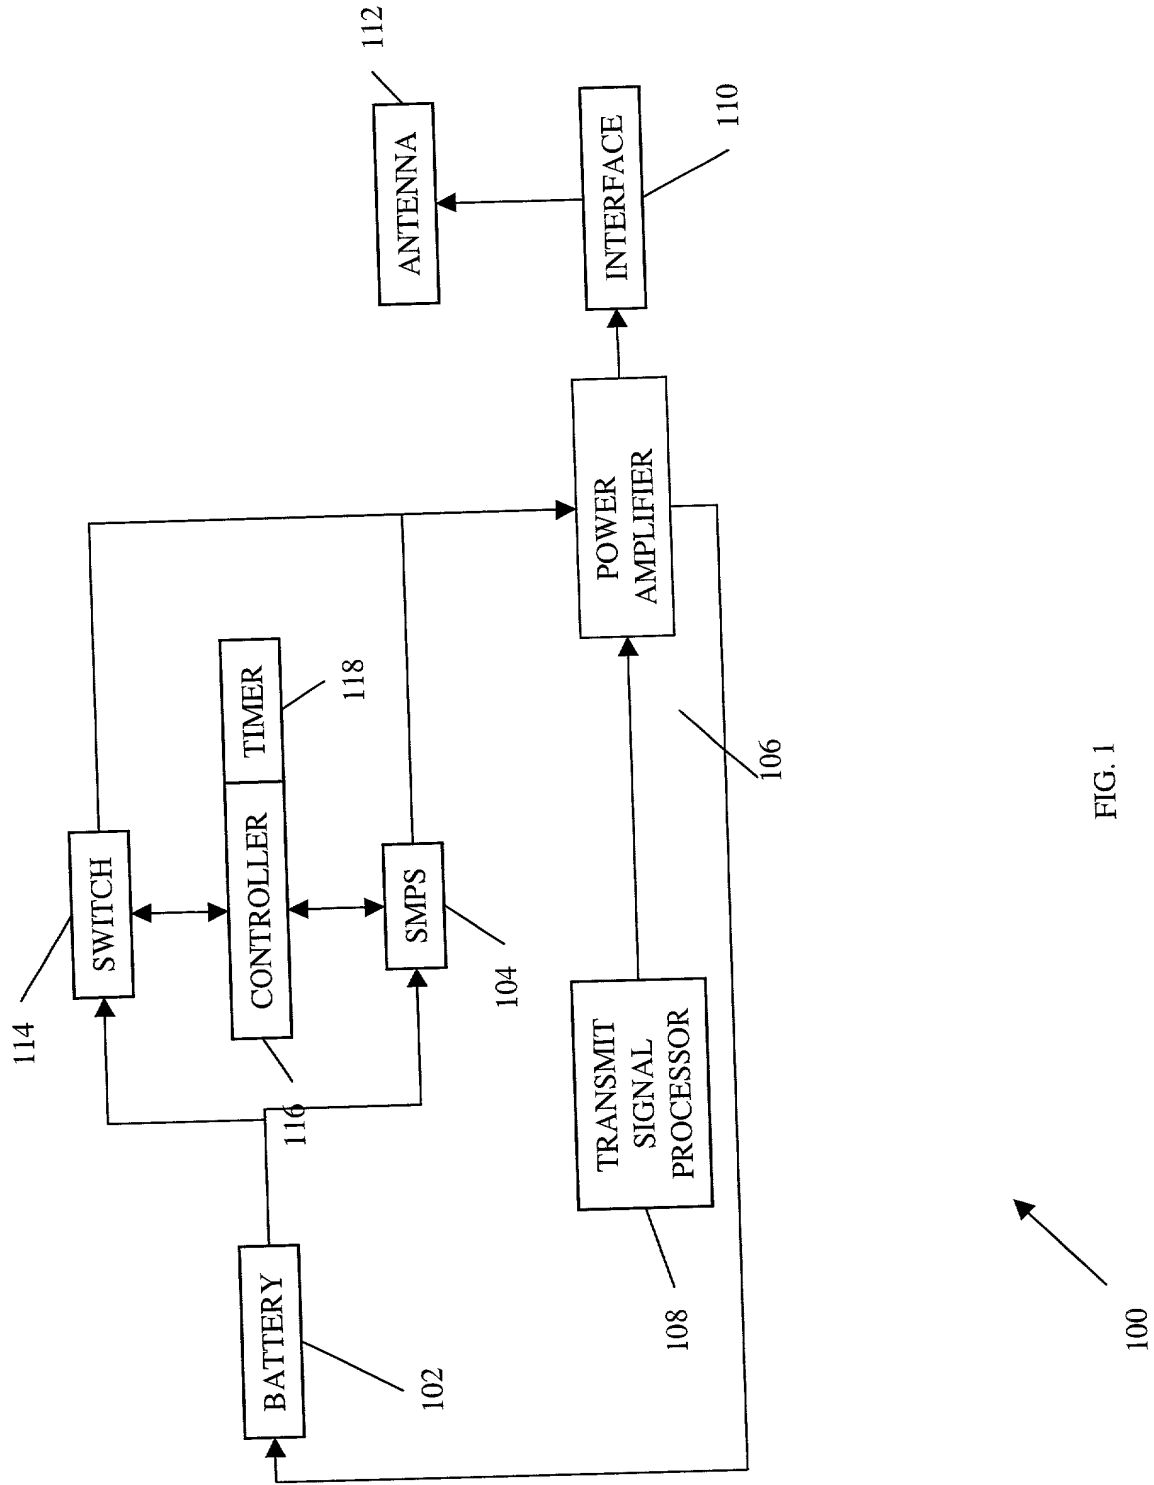 114
SWITCH
112
ANTENNA
CONTROLLER
TIMER
116
118
BATTERY
102
SMPS
104
TRANSMIT
SIGNAL
PROCESSOR
108
POWER
AMPLIFIER
106
INTERFACE
110
FIG. 1
100